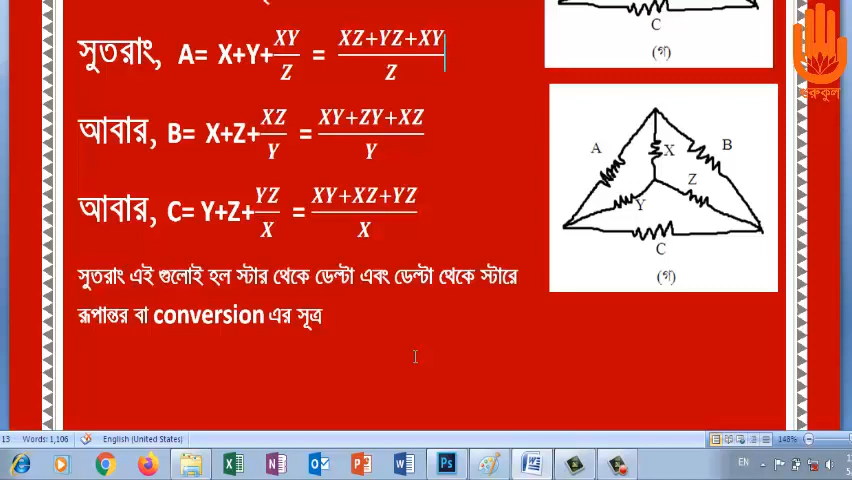 C
(গ)
গুরুকুল
সুতরাং, A= X+Y+XY/Z = XZ+YZ+XY/Z
আবার, B= X+Z+XZ/Y = XY+ZY+XZ/Y
আবার, C= Y+Z+YZ/X = XY+XZ+YZ/X
A X B
Y Z
C
(গ)
সুতরাং এই গুলোই হল স্টার থেকে ডেল্টা এবং ডেল্টা থেকে স্টারে
রূপান্তর বা conversion এর সূত্র
13 Words: 1,106 English (United States) 148%
EN